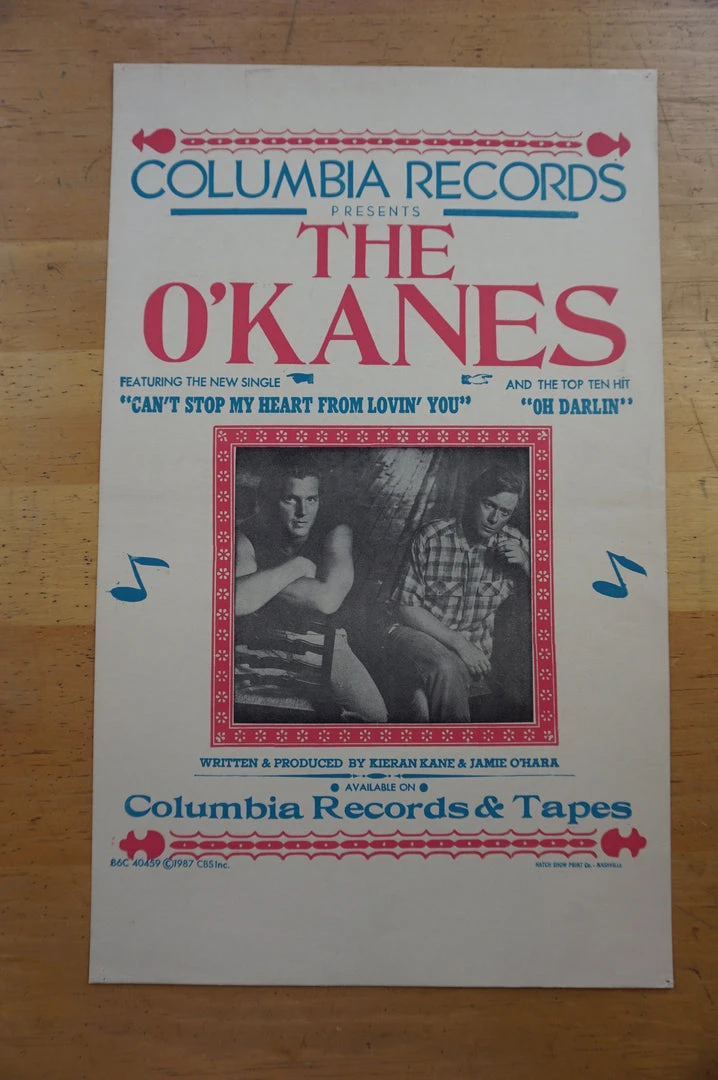 COLUMBIA RECORDS
PRESENTS
THE
O'KANES
FEATURING THE NEW SINGLE
"CAN'T STOP MY HEART FROM LOVIN' YOU"
AND THE TOP TEN HIT
"OH DARLIN"
WRITTEN & PRODUCED BY KIERAN KANE & JAMIE O'HARA
AVAILABLE ON
Columbia Records & Tapes
B6C 40459 ©1987 CBS Inc.
HATCH SHOW PRINT Co. - NASHVILLE